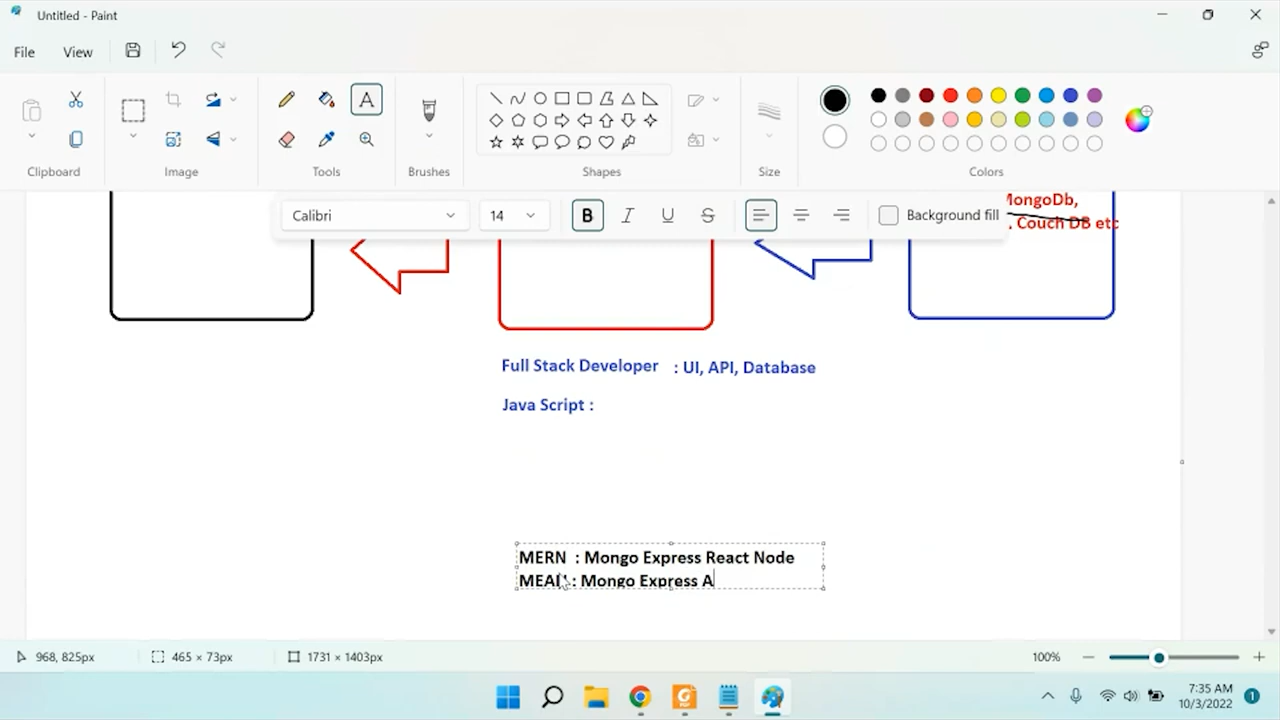 Untitled - Paint
File View
Clipboard
Image
A
Tools
Brushes
Shapes
Size
Colors
Calibri
14
B I U S
Background fill
MongoDb,
. Couch DB etc
Full Stack Developer : UI, API, Database
Java Script :
MERN : Mongo Express React Node
MEAN : Mongo Express A
968, 825px
465 × 73px
1731 × 1403px
100%
7:35 AM
10/3/2022
1